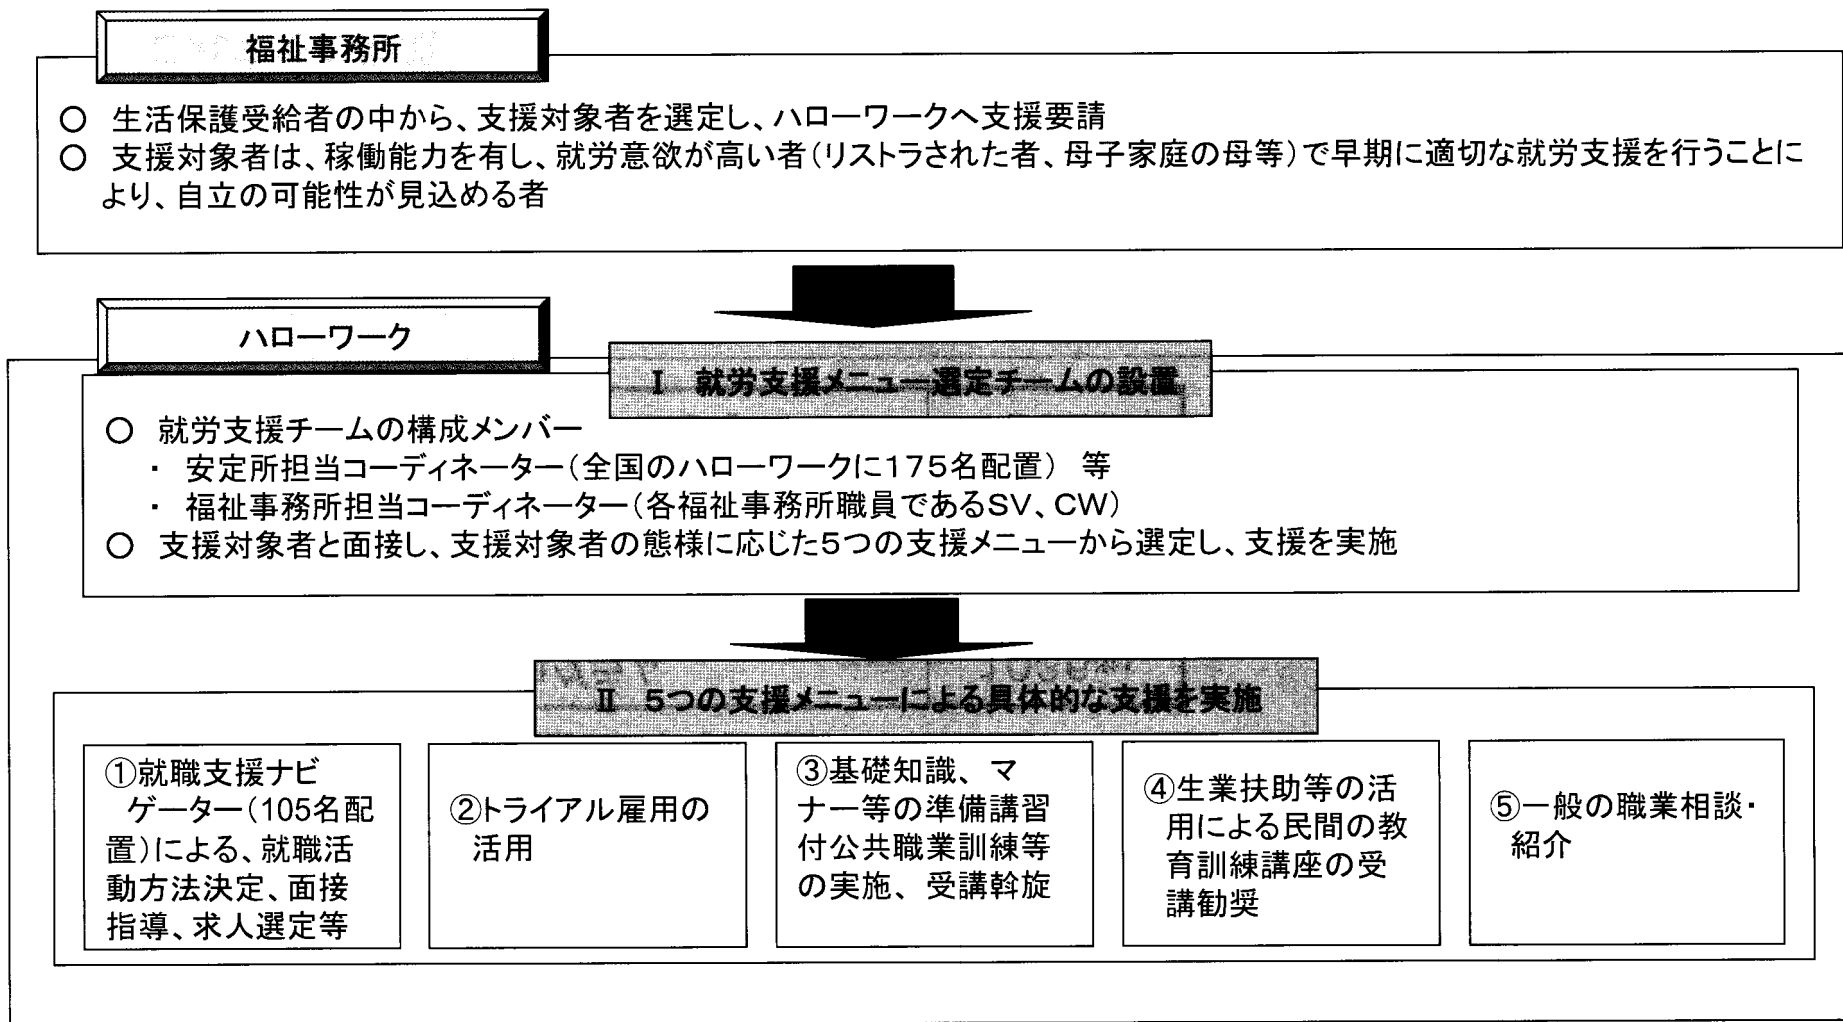 福祉事務所
○ 生活保護受給者の中から、支援対象者を選定し、ハローワークへ支援要請
○ 支援対象者は、稼働能力を有し、就労意欲が高い者(リストラされた者、母子家庭の母等)で早期に適切な就労支援を行うことに
より、自立の可能性が見込める者
ハローワーク
Ⅰ 就労支援メニュー選定チームの設置
○ 就労支援チームの構成メンバー
・ 安定所担当コーディネーター(全国のハローワークに175名配置) 等
・ 福祉事務所担当コーディネーター(各福祉事務所職員であるSV、CW)
○ 支援対象者と面接し、支援対象者の態様に応じた5つの支援メニューから選定し、支援を実施
Ⅱ 5つの支援メニューによる具体的な支援を実施
①就職支援ナビ
ゲーター(105名配
置)による、就職活
動方法決定、面接
指導、求人選定等
②トライアル雇用の
活用
③基礎知識、マ
ナー等の準備講習
付公共職業訓練等
の実施、受講斡旋
④生業扶助等の活
用による民間の教
育訓練講座の受
講勧奨
⑤一般の職業相談・
紹介